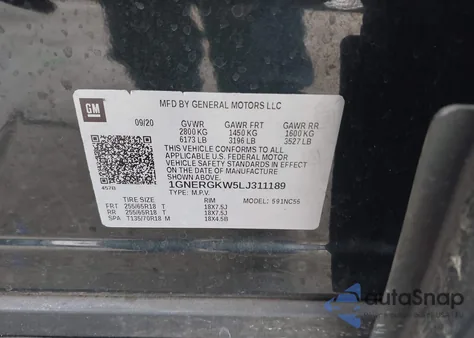 GM
MFD BY GENERAL MOTORS LLC
09/20 GVWR GAWR FRT GAWR RR
2800 KG 1450 KG 1600 KG
6173 LB 3196 LB 3527 LB
THIS VEHICLE CONFORMS TO ALL APPLICABLE
U.S. FEDERAL MOTOR
VEHICLE SAFETY STANDARDS IN EFFECT ON THE
DATE OF MANUFACTURE SHOWN ABOVE.
1GNERGKW5LJ311189
TYPE: M.P.V. MODEL: 591NC56
TIRE SIZE RIM
FRT 255/65R18 T 18X7.5J
RR 255/65R18 T 18X7.5J
SPA T135/70R18 M 18X4.5B
autoSnap